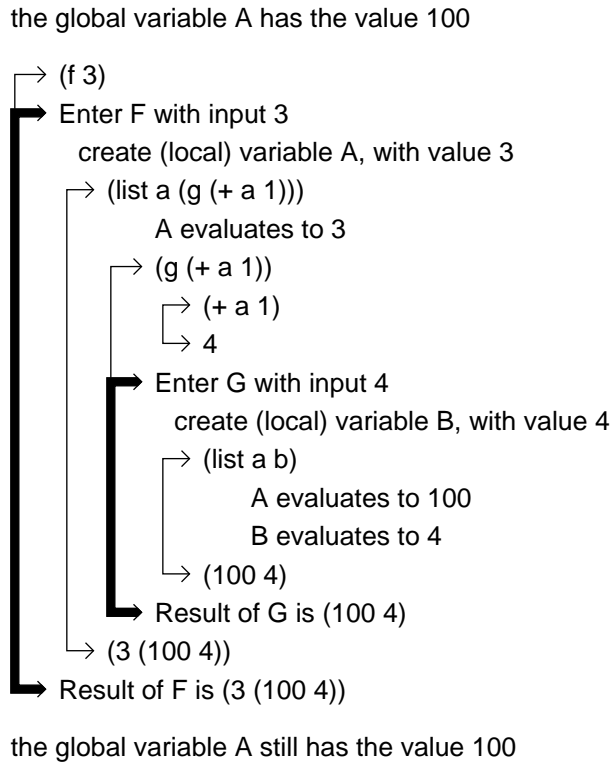 the global variable A has the value 100
(f 3)
Enter F with input 3
create (local) variable A, with value 3
(list a (g (+ a 1)))
A evaluates to 3
(g (+ a 1))
(+ a 1)
4
Enter G with input 4
create (local) variable B, with value 4
(list a b)
A evaluates to 100
B evaluates to 4
(100 4)
Result of G is (100 4)
(3 (100 4))
Result of F is (3 (100 4))
the global variable A still has the value 100